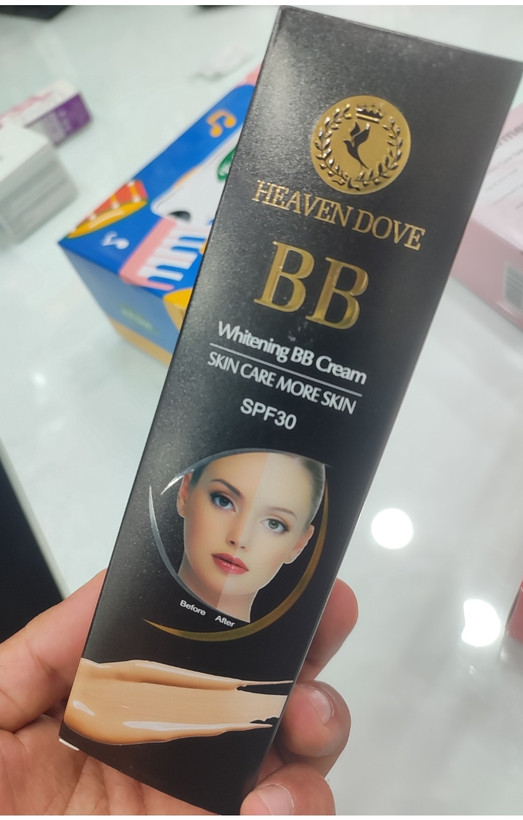 HEAVEN DOVE
BB
Whitening BB Cream
SKIN CARE MORE SKIN
SPF30
Before After